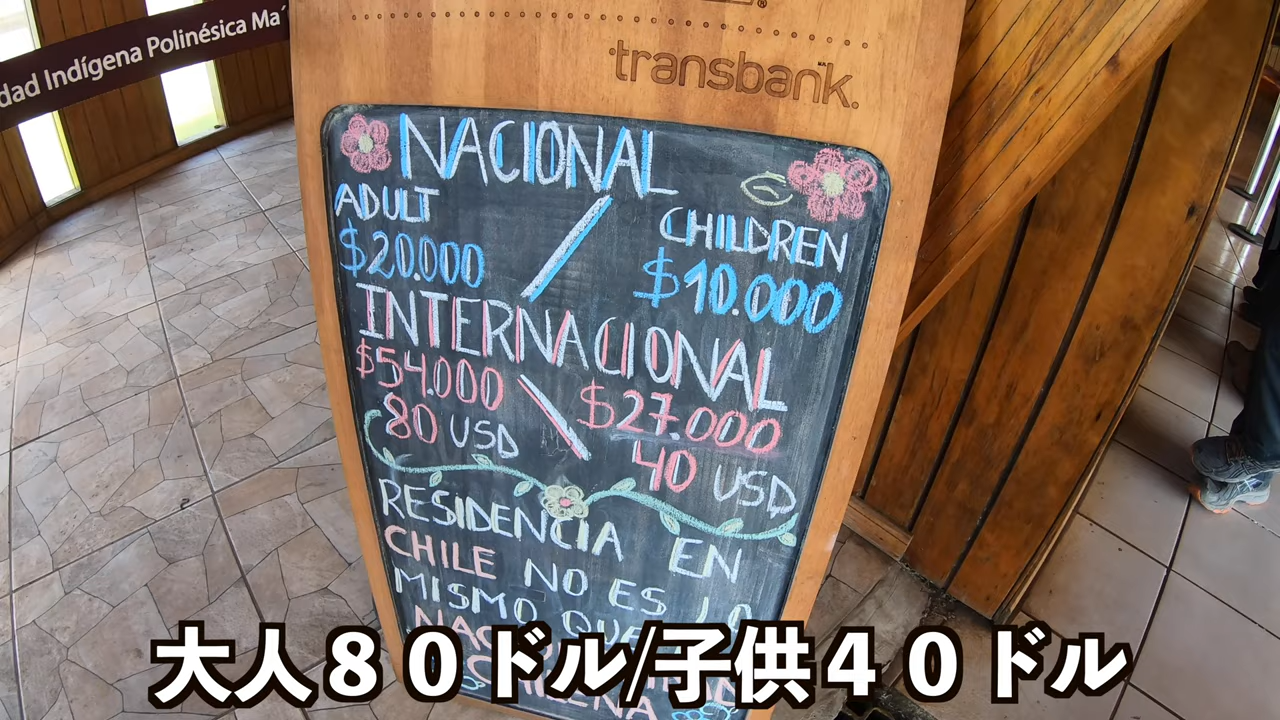 dad Indígena Polinésica Ma´
transbank.
NACIONAL
ADULT
$20.000
CHILDREN
$10.000
INTERNACIONAL
$54.000
80 USD
$27.000
40 USD
RESIDENCIA EN
CHILE NO ES LO
MISMO QUE
大人８０ドル/子供４０ドル